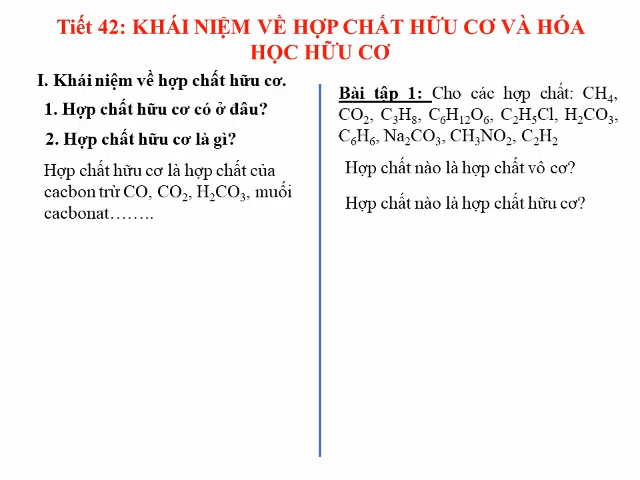 Tiết 42: KHÁI NIỆM VỀ HỢP CHẤT HỮU CƠ VÀ HÓA
HỌC HỮU CƠ
I. Khái niệm về hợp chất hữu cơ.
1. Hợp chất hữu cơ có ở đâu?
2. Hợp chất hữu cơ là gì?
Hợp chất hữu cơ là hợp chất của
cacbon trừ CO, CO₂, H₂CO₃, muối
cacbonat……..
Bài tập 1: Cho các hợp chất: CH₄,
CO₂, C₃H₈, C₆H₁₂O₆, C₂H₅Cl, H₂CO₃,
C₆H₆, Na₂CO₃, CH₃NO₂, C₂H₂
Hợp chất nào là hợp chất vô cơ?
Hợp chất nào là hợp chất hữu cơ?